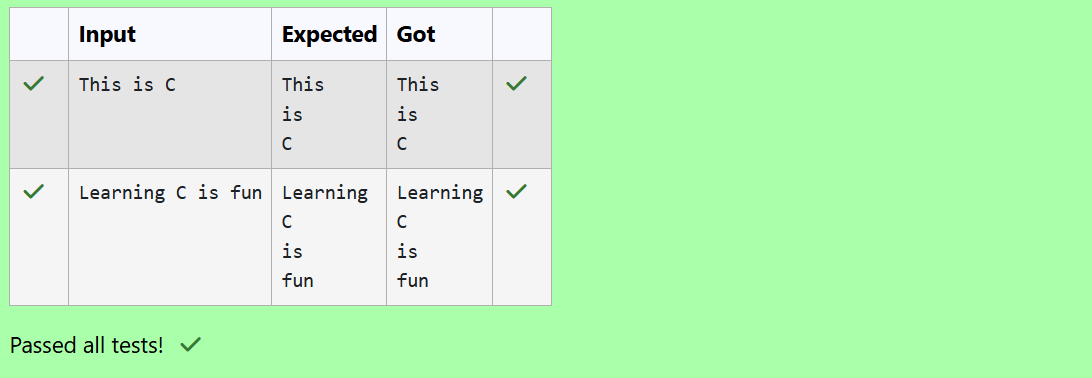 Input Expected Got
This is C This This
is is
C C
Learning C is fun Learning Learning
C C
is is
fun fun
Passed all tests!